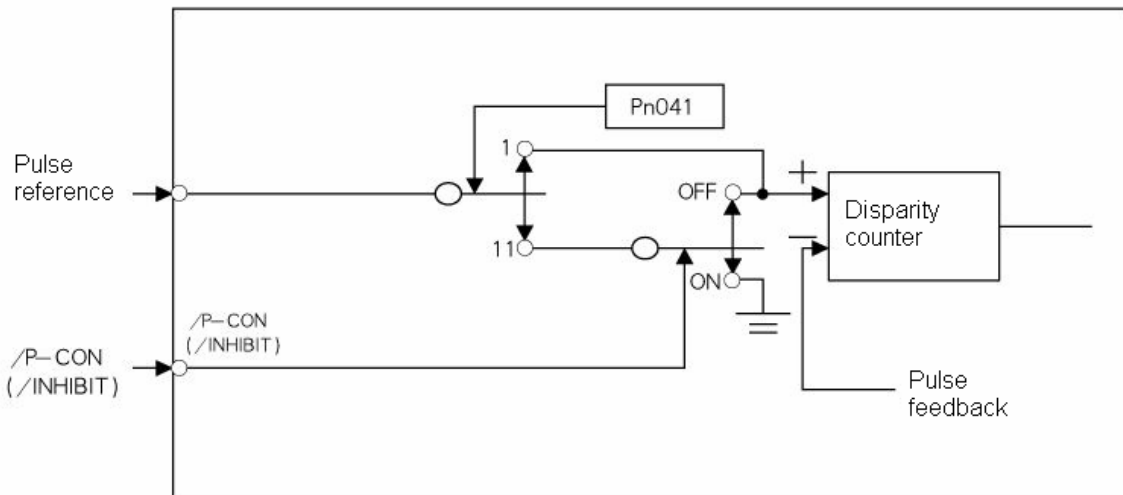 Pn041
1
Pulse
reference
OFF
+
Disparity
counter
−
11
ON
/P−CON
(/INHIBIT)
/P−CON
(/INHIBIT)
Pulse
feedback